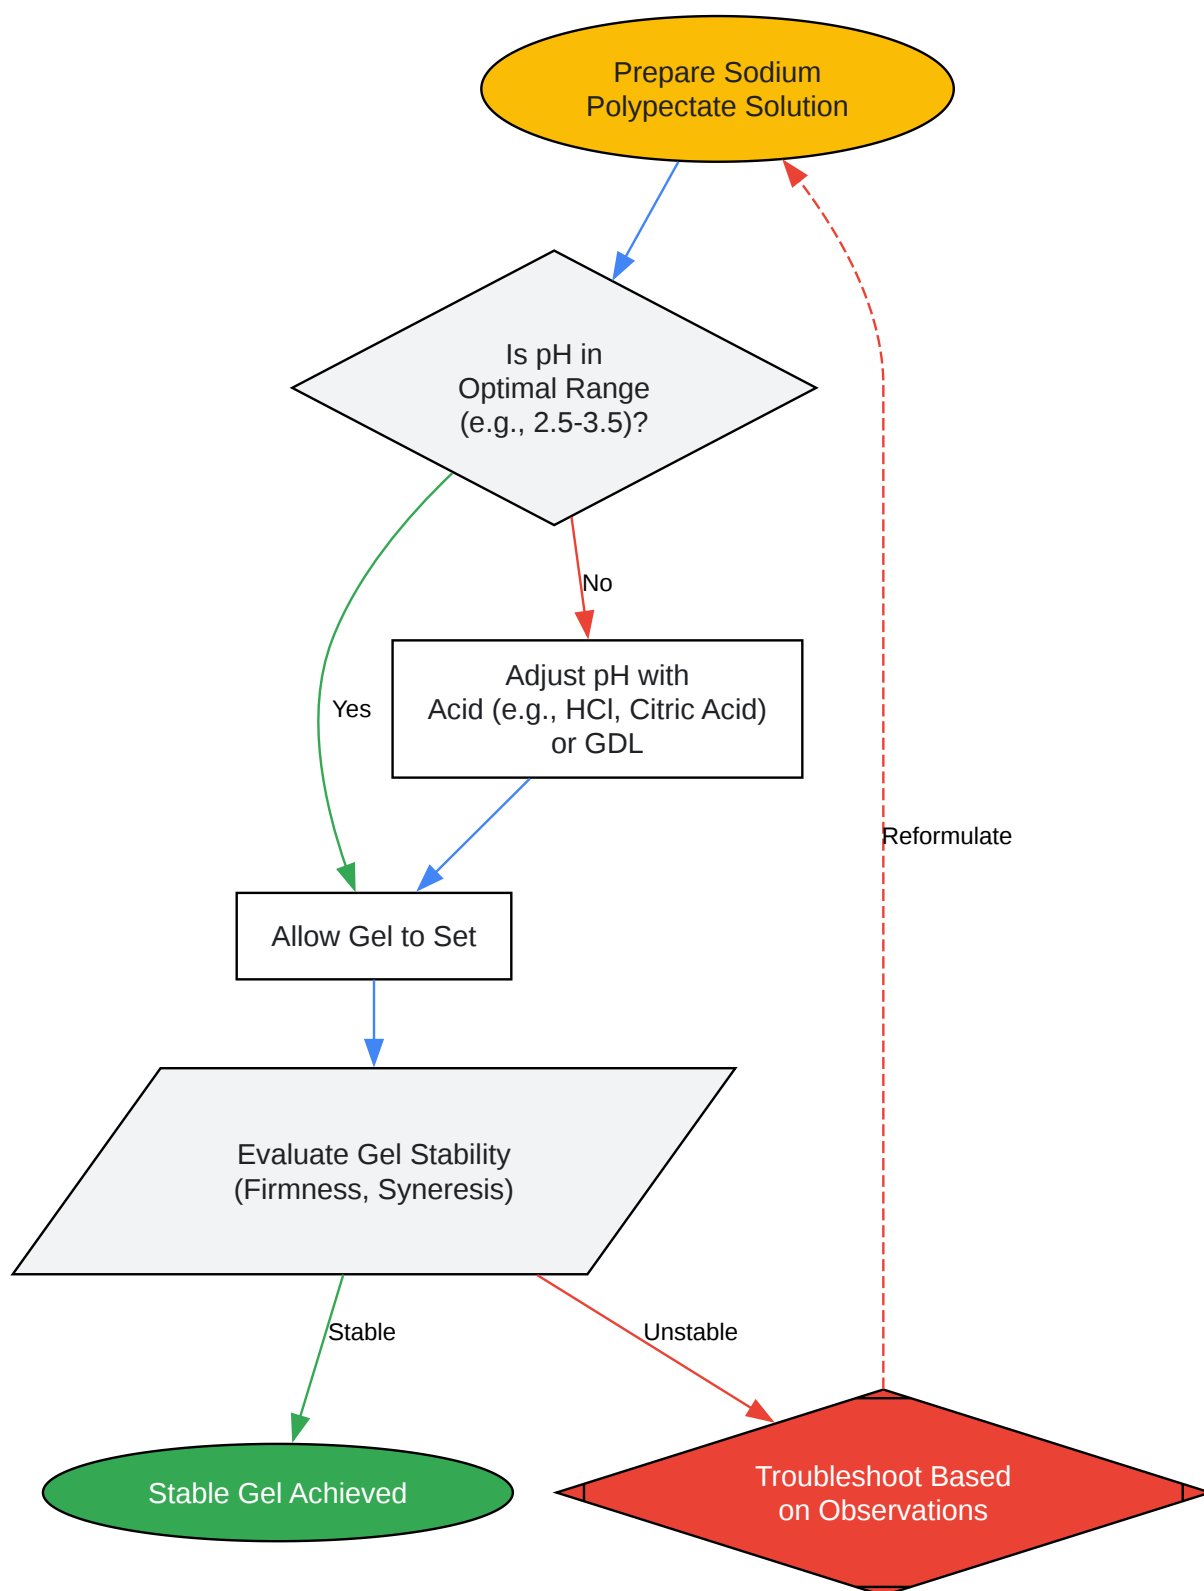 Prepare Sodium
Polypectate Solution
Is pH in
Optimal Range
(e.g., 2.5-3.5)?
No
Yes
Adjust pH with
Acid (e.g., HCl, Citric Acid)
or GDL
Reformulate
Allow Gel to Set
Evaluate Gel Stability
(Firmness, Syneresis)
Stable
Unstable
Stable Gel Achieved
Troubleshoot Based
on Observations